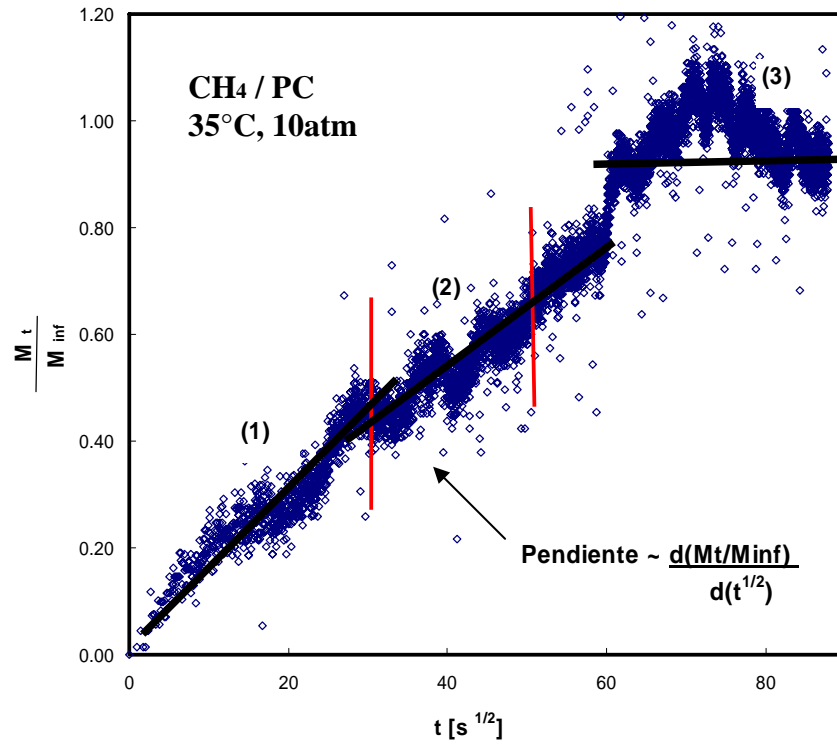 1.20
1.00
0.80
0.60
0.40
0.20
0.00
M t
M inf
CH4 / PC
35°C, 10atm
(1)
(2)
(3)
Pendiente ~ d(Mt/Minf)
d(t^1/2)
0
20
40
60
80
t [s ^1/2]